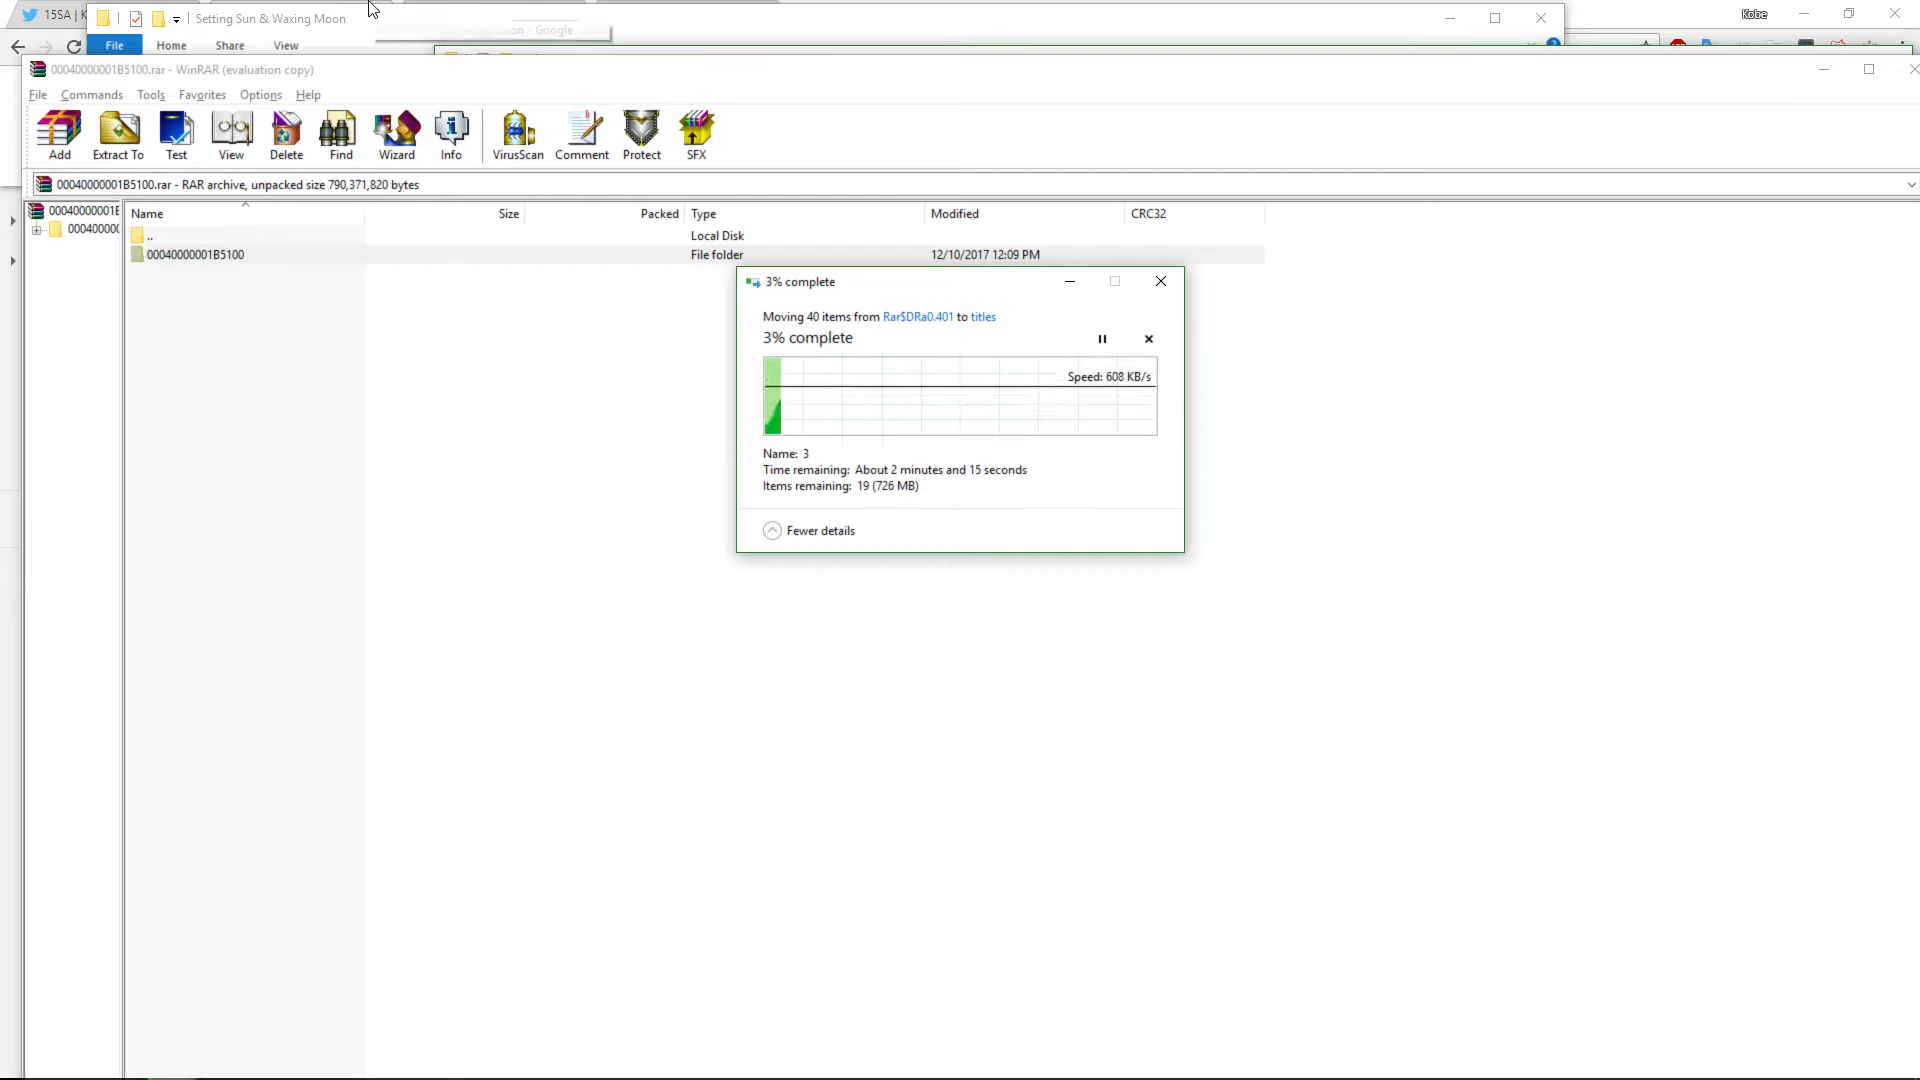 15SA | K
Setting Sun & Waxing Moon
Kobe
on - Google
File
Home
Share
View
00040000001B5100.rar - WinRAR (evaluation copy)
File
Commands
Tools
Favorites
Options
Help
Add
Extract To
Test
View
Delete
Find
Wizard
Info
VirusScan
Comment
Protect
SFX
00040000001B5100.rar - RAR archive, unpacked size 790,371,820 bytes
00040000001B
0004000000
Name
Size
Packed
Type
Modified
CRC32
..
Local Disk
00040000001B5100
File folder
12/10/2017 12:09 PM
3% complete
Moving 40 items from Rar$DRa0.401 to titles
3% complete
Speed: 608 KB/s
Name: 3
Time remaining: About 2 minutes and 15 seconds
Items remaining: 19 (726 MB)
Fewer details